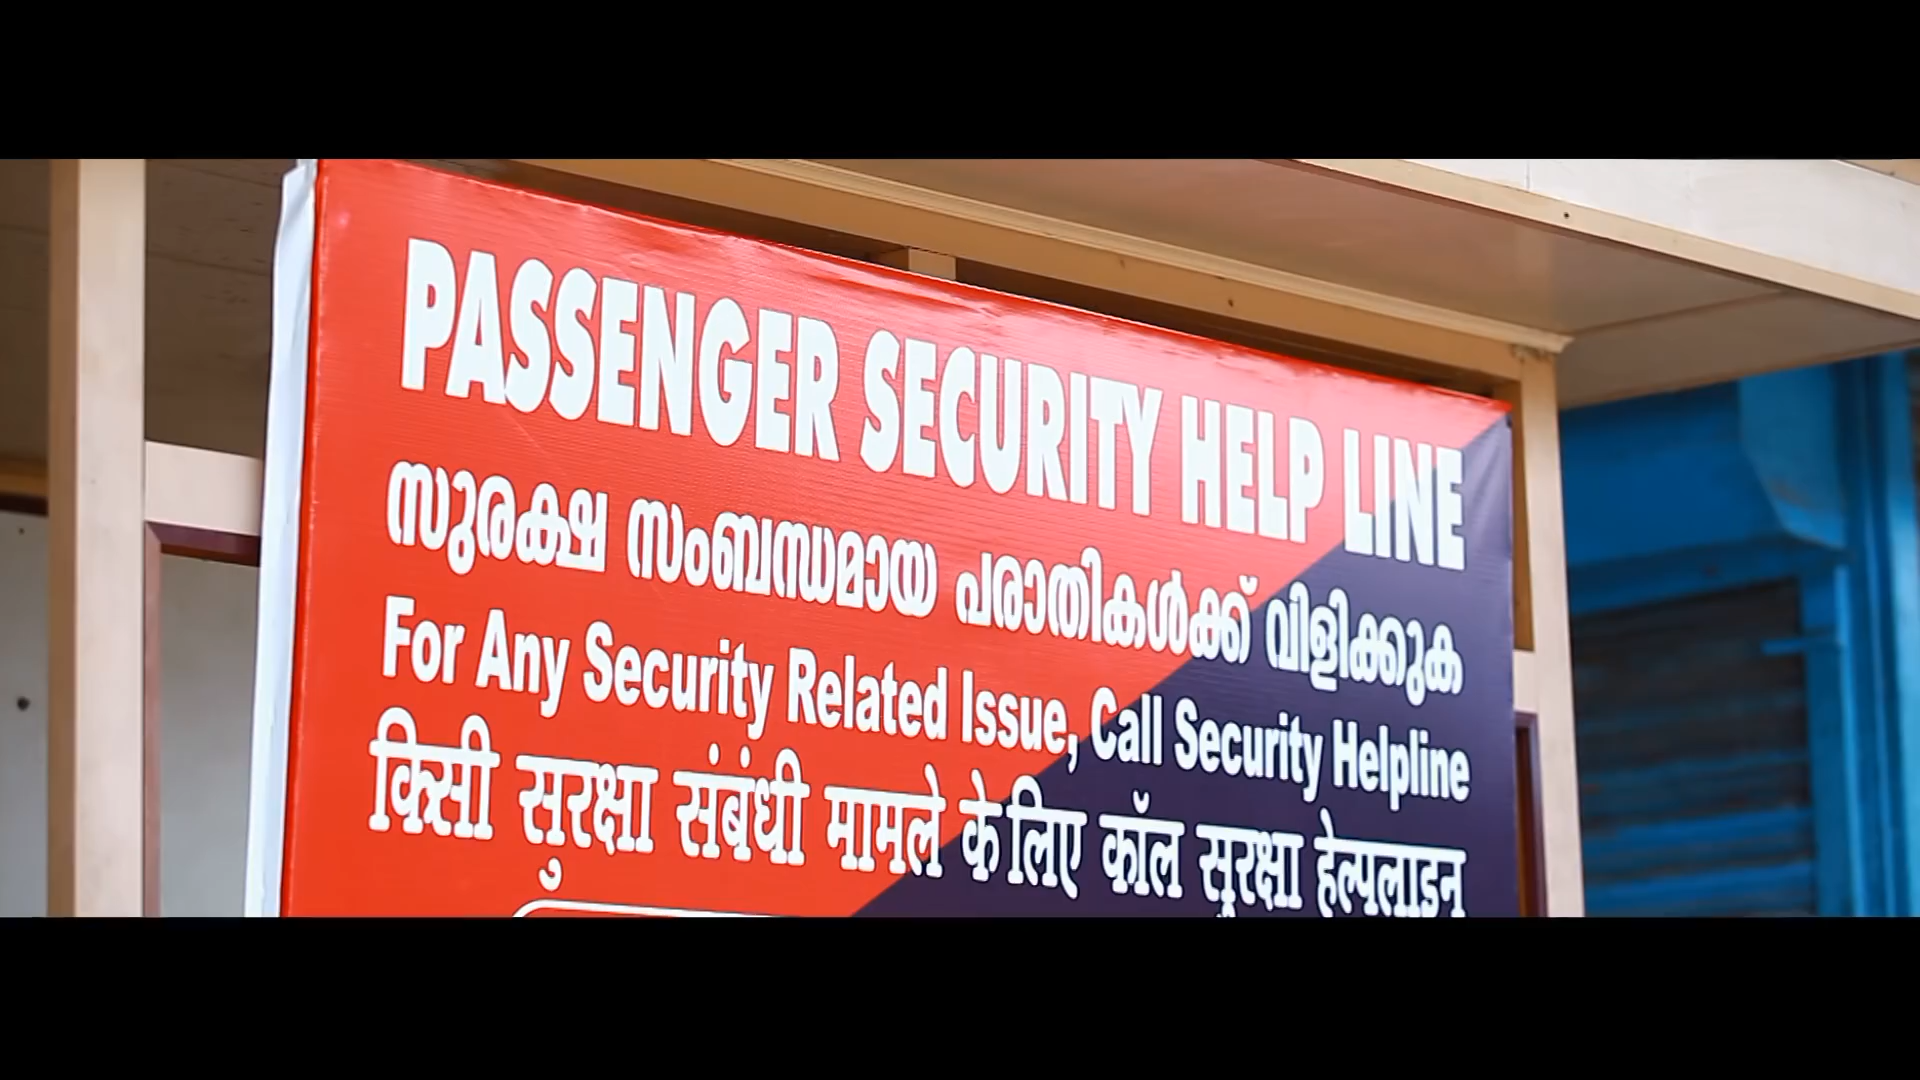 PASSENGER SECURITY HELP LINE
സുരക്ഷ സംബന്ധമായ പരാതികൾക്ക് വിളിക്കുക
For Any Security Related Issue, Call Security Helpline
किसी सुरक्षा संबंधी मामले के लिए कॉल सुरक्षा हेल्पलाइन